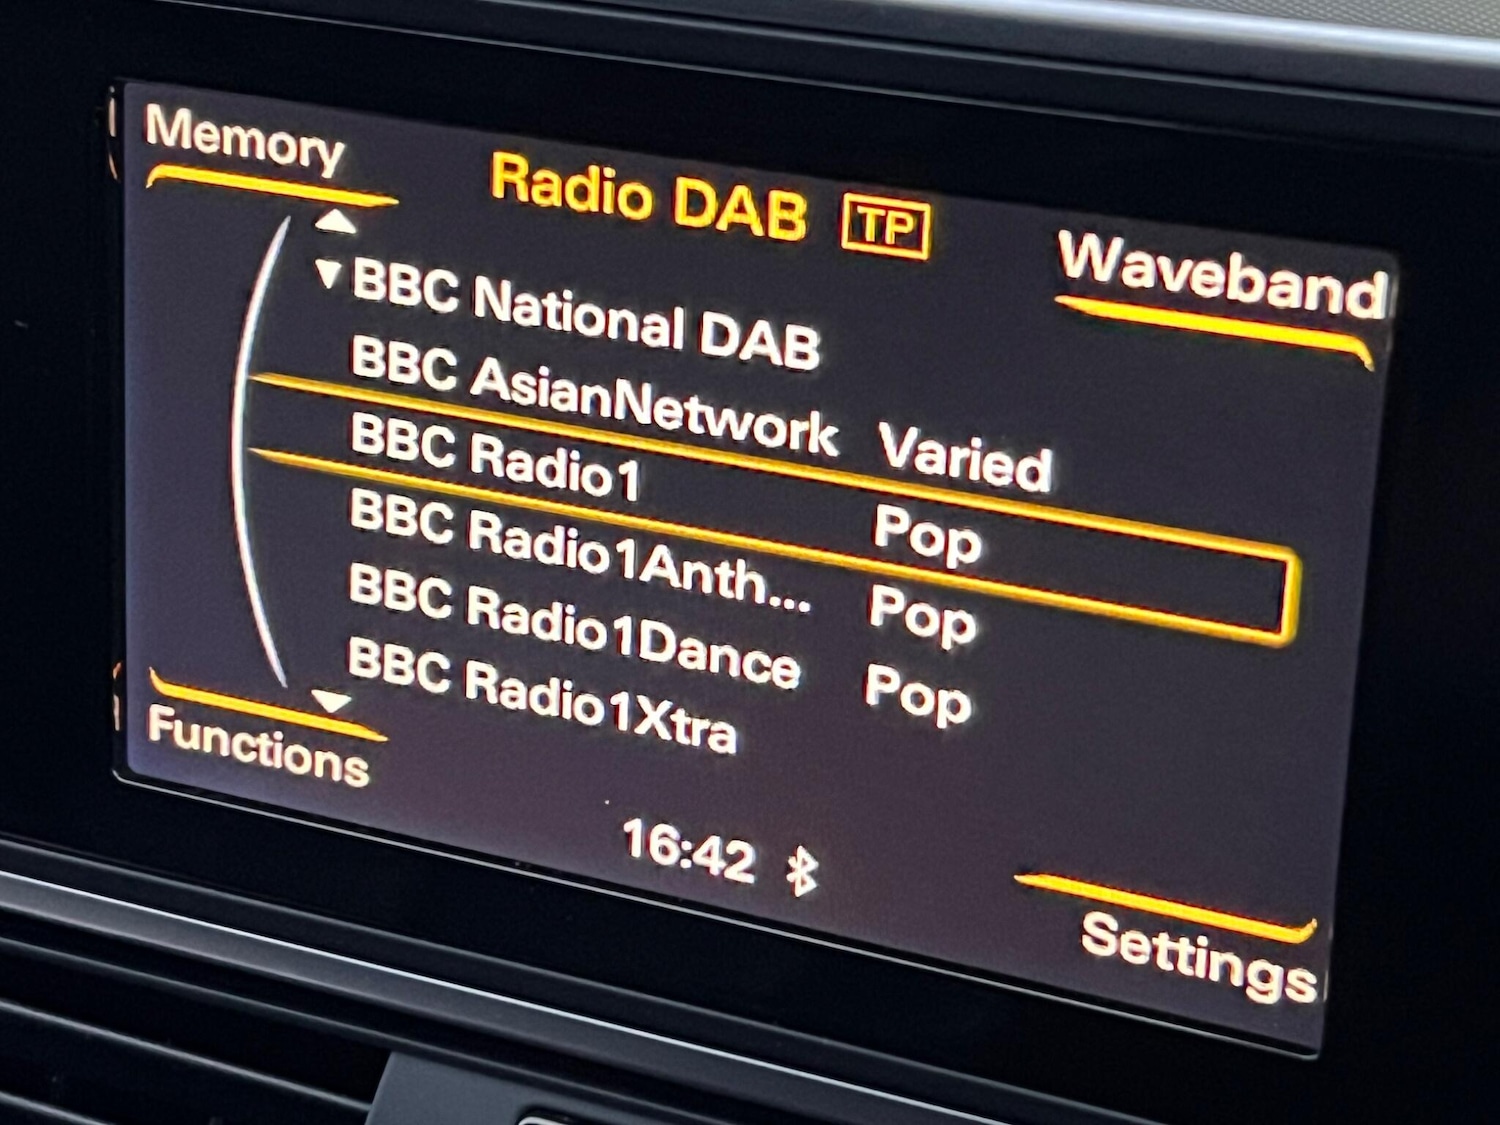 Memory
Radio DAB TP
Waveband
BBC National DAB
BBC AsianNetwork Varied
BBC Radio1 Pop
BBC Radio1Anth... Pop
BBC Radio1Dance Pop
BBC Radio1Xtra
Functions
16:42
Settings